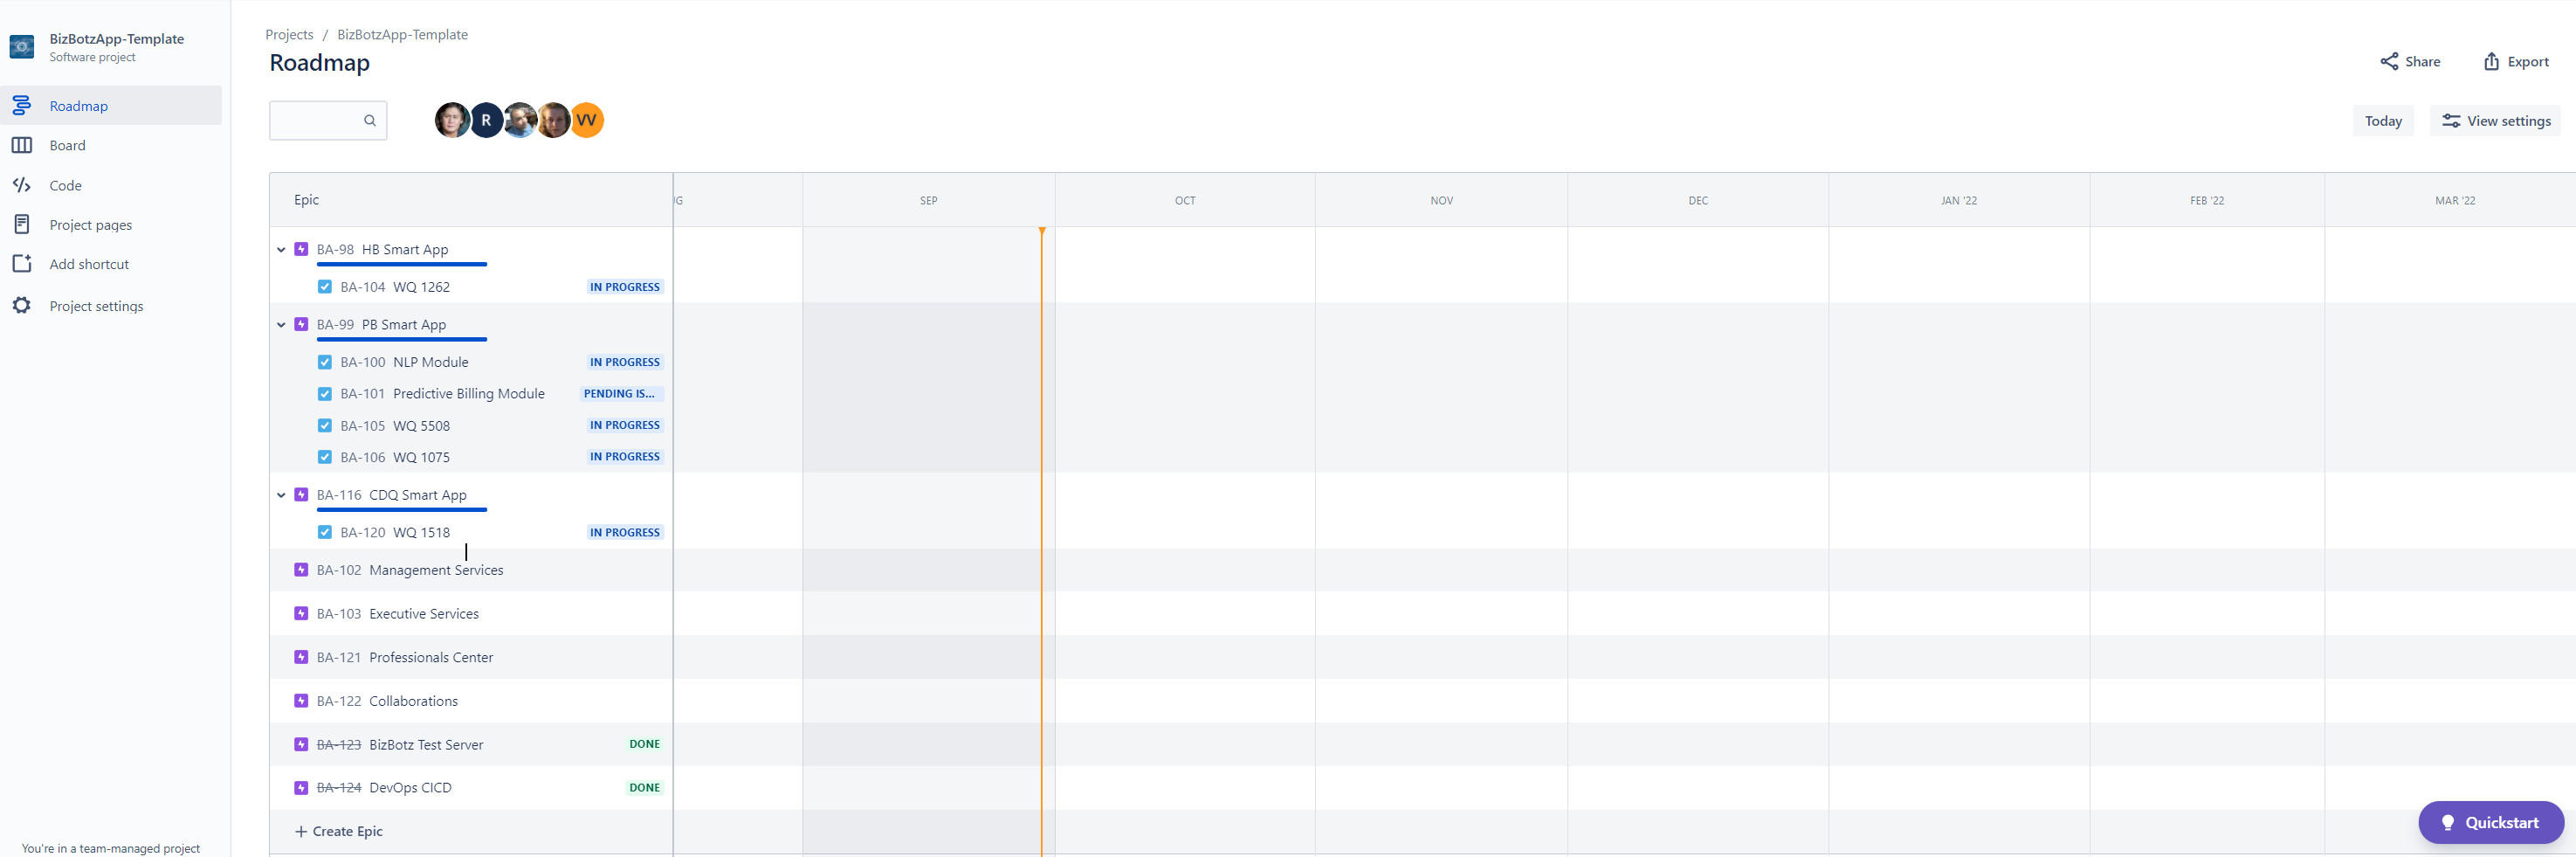 BizBotzApp-Template
Software project
Roadmap
Board
Code
Project pages
Add shortcut
Project settings
You're in a team-managed project
Projects / BizBotzApp-Template
Roadmap
Share
Export
R
VV
Today
View settings
Epic
UG
SEP
OCT
NOV
DEC
JAN '22
FEB '22
MAR '22
BA-98 HB Smart App
BA-104 WQ 1262 IN PROGRESS
BA-99 PB Smart App
BA-100 NLP Module IN PROGRESS
BA-101 Predictive Billing Module PENDING IS...
BA-105 WQ 5508 IN PROGRESS
BA-106 WQ 1075 IN PROGRESS
BA-116 CDQ Smart App
BA-120 WQ 1518 IN PROGRESS
BA-102 Management Services
BA-103 Executive Services
BA-121 Professionals Center
BA-122 Collaborations
BA-123 BizBotz Test Server DONE
BA-124 DevOps CICD DONE
+ Create Epic
Quickstart